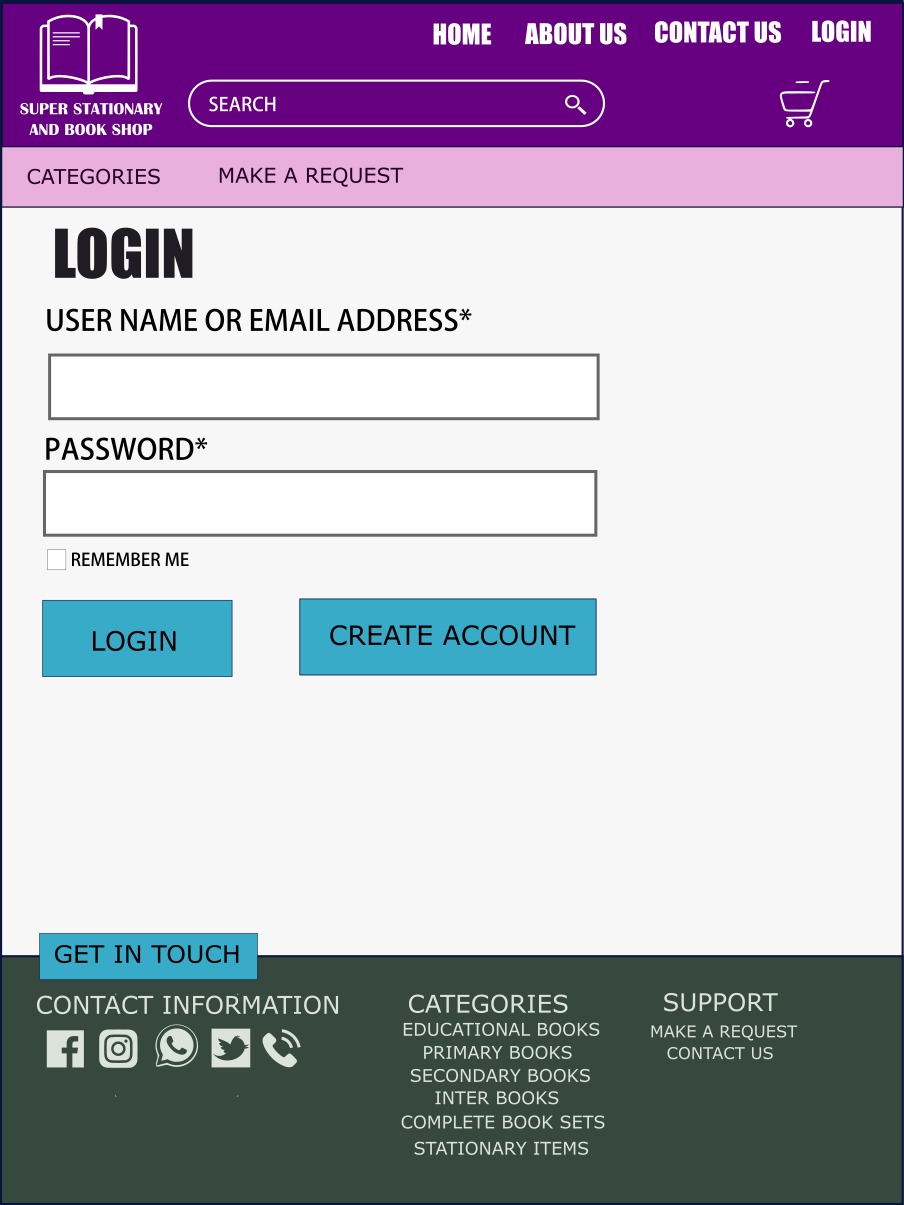 HOME ABOUT US CONTACT US LOGIN
SUPER STATIONARY
AND BOOK SHOP
SEARCH
CATEGORIES MAKE A REQUEST
LOGIN
USER NAME OR EMAIL ADDRESS*
PASSWORD*
REMEMBER ME
LOGIN CREATE ACCOUNT
GET IN TOUCH
CONTACT INFORMATION
CATEGORIES
EDUCATIONAL BOOKS
PRIMARY BOOKS
SECONDARY BOOKS
INTER BOOKS
COMPLETE BOOK SETS
STATIONARY ITEMS
SUPPORT
MAKE A REQUEST
CONTACT US